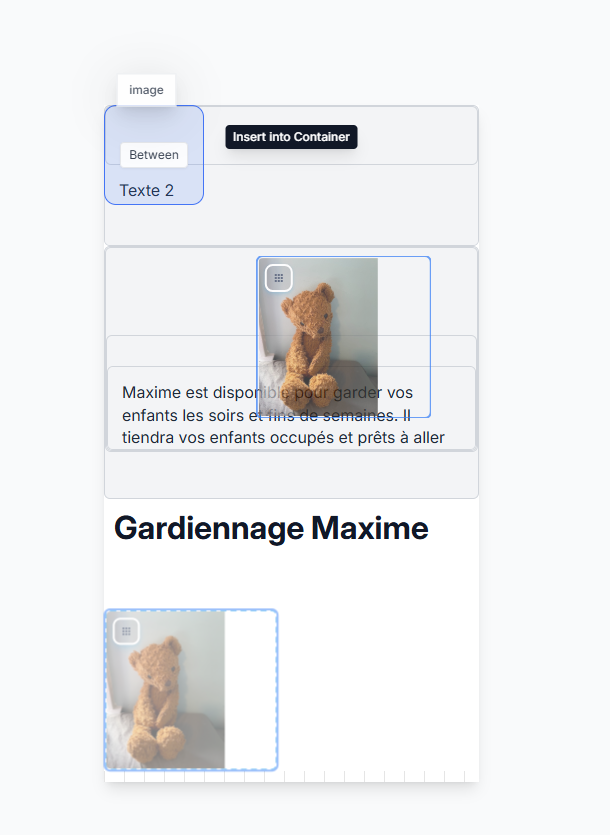 image
Insert into Container
Between
Texte 2
Maxime est disponible pour garder vos
enfants les soirs et fins de semaines. Il
tiendra vos enfants occupés et prêts à aller
Gardiennage Maxime